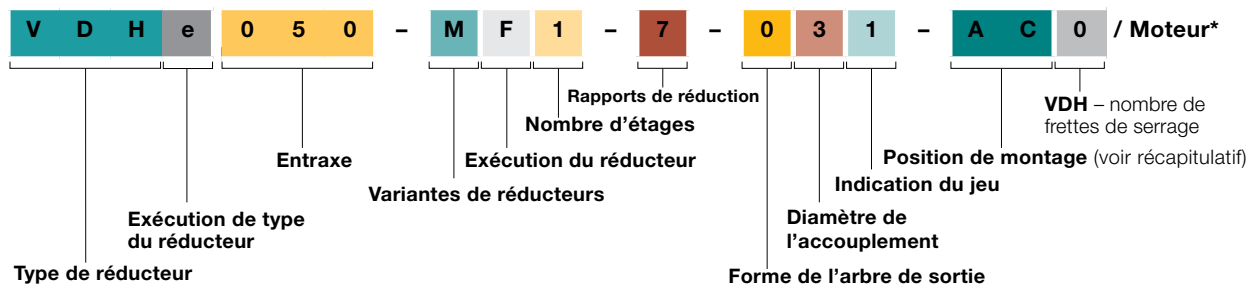 V D H e 0 5 0 – M F 1 – 7 – 0 3 1 – A C 0 / Moteur*
Rapports de réduction
VDH – nombre de
frettes de serrage
Nombre d'étages
Entraxe
Exécution du réducteur
Position de montage (voir récapitulatif)
Variantes de réducteurs
Indication du jeu
Exécution de type
du réducteur
Diamètre de
l'accouplement
Type de réducteur
Forme de l'arbre de sortie